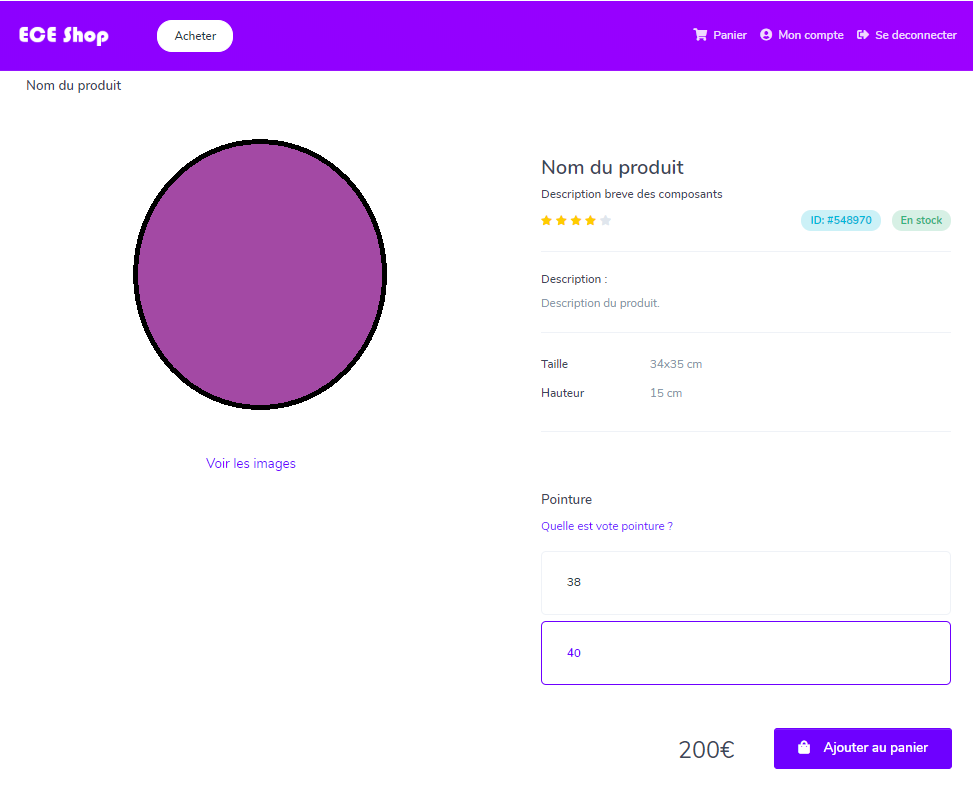 ECE Shop
Acheter
Panier
Mon compte
Se deconnecter
Nom du produit
Voir les images
Nom du produit
Description breve des composants
ID: #548970
En stock
Description :
Description du produit.
Taille 34x35 cm
Hauteur 15 cm
Pointure
Quelle est vote pointure ?
38
40
200€
Ajouter au panier